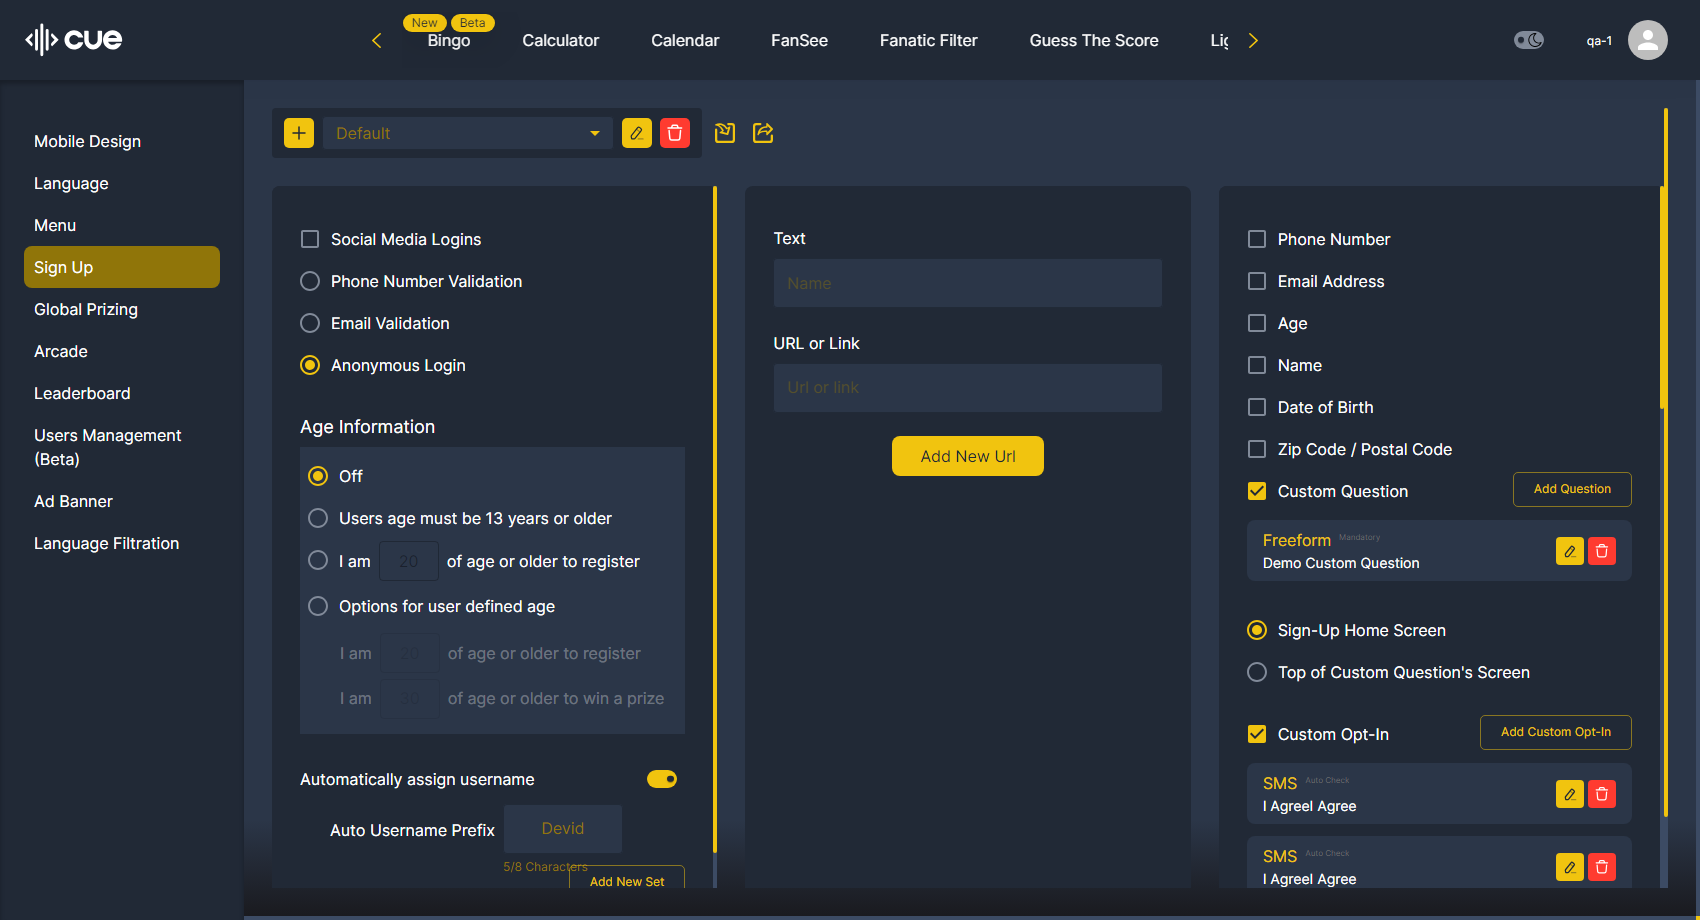 cue
New
Beta
Bingo
Calculator
Calendar
FanSee
Fanatic Filter
Guess The Score
qa-1
Mobile Design
Language
Menu
Sign Up
Global Prizing
Arcade
Leaderboard
Users Management
(Beta)
Ad Banner
Language Filtration
Default
Social Media Logins
Phone Number Validation
Email Validation
Anonymous Login
Age Information
Off
Users age must be 13 years or older
I am 20 of age or older to register
Options for user defined age
I am 20 of age or older to register
I am 30 of age or older to win a prize
Automatically assign username
Auto Username Prefix Devid
5/8 Characters
Add New Set
Text
Name
URL or Link
Url or link
Add New Url
Phone Number
Email Address
Age
Name
Date of Birth
Zip Code / Postal Code
Custom Question
Add Question
Freeform Mandatory
Demo Custom Question
Sign-Up Home Screen
Top of Custom Question's Screen
Custom Opt-In
Add Custom Opt-In
SMS Auto Check
I AgreeI Agree
SMS Auto Check
I AgreeI Agree